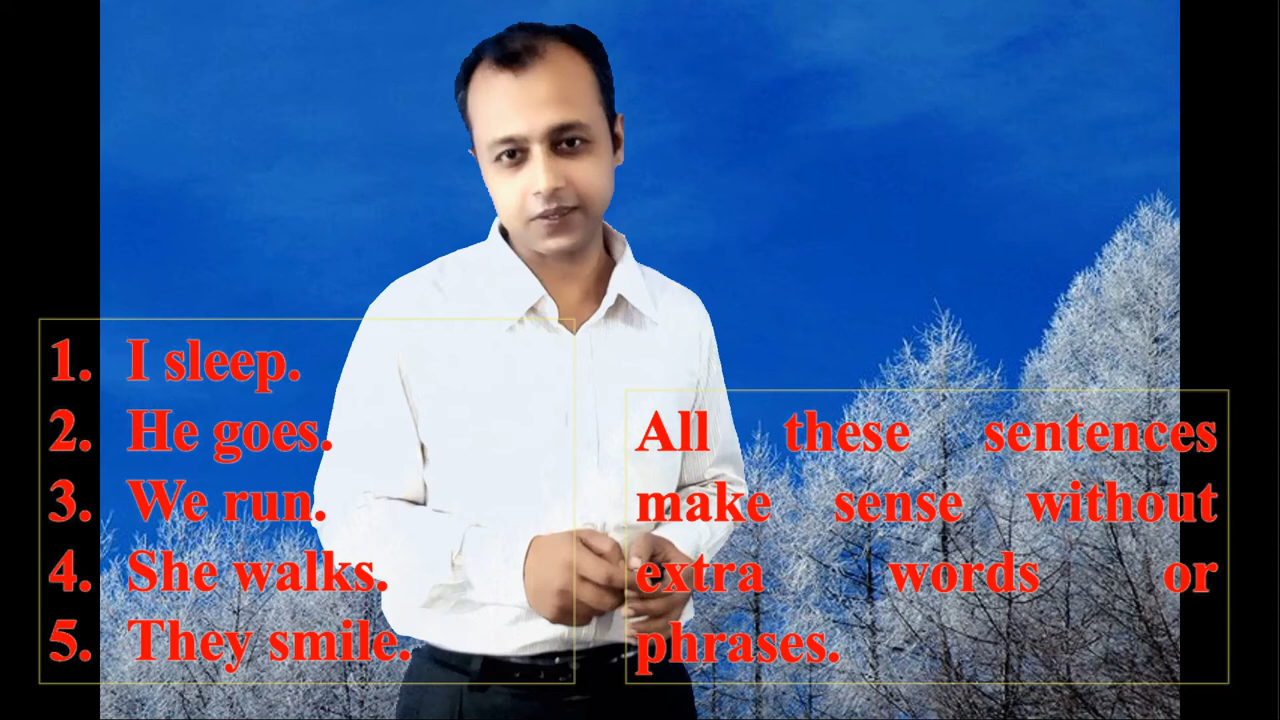 1. I sleep.
2. He goes.
3. We run.
4. She walks.
5. They smile.
All these sentences
make sense without
extra words or
phrases.